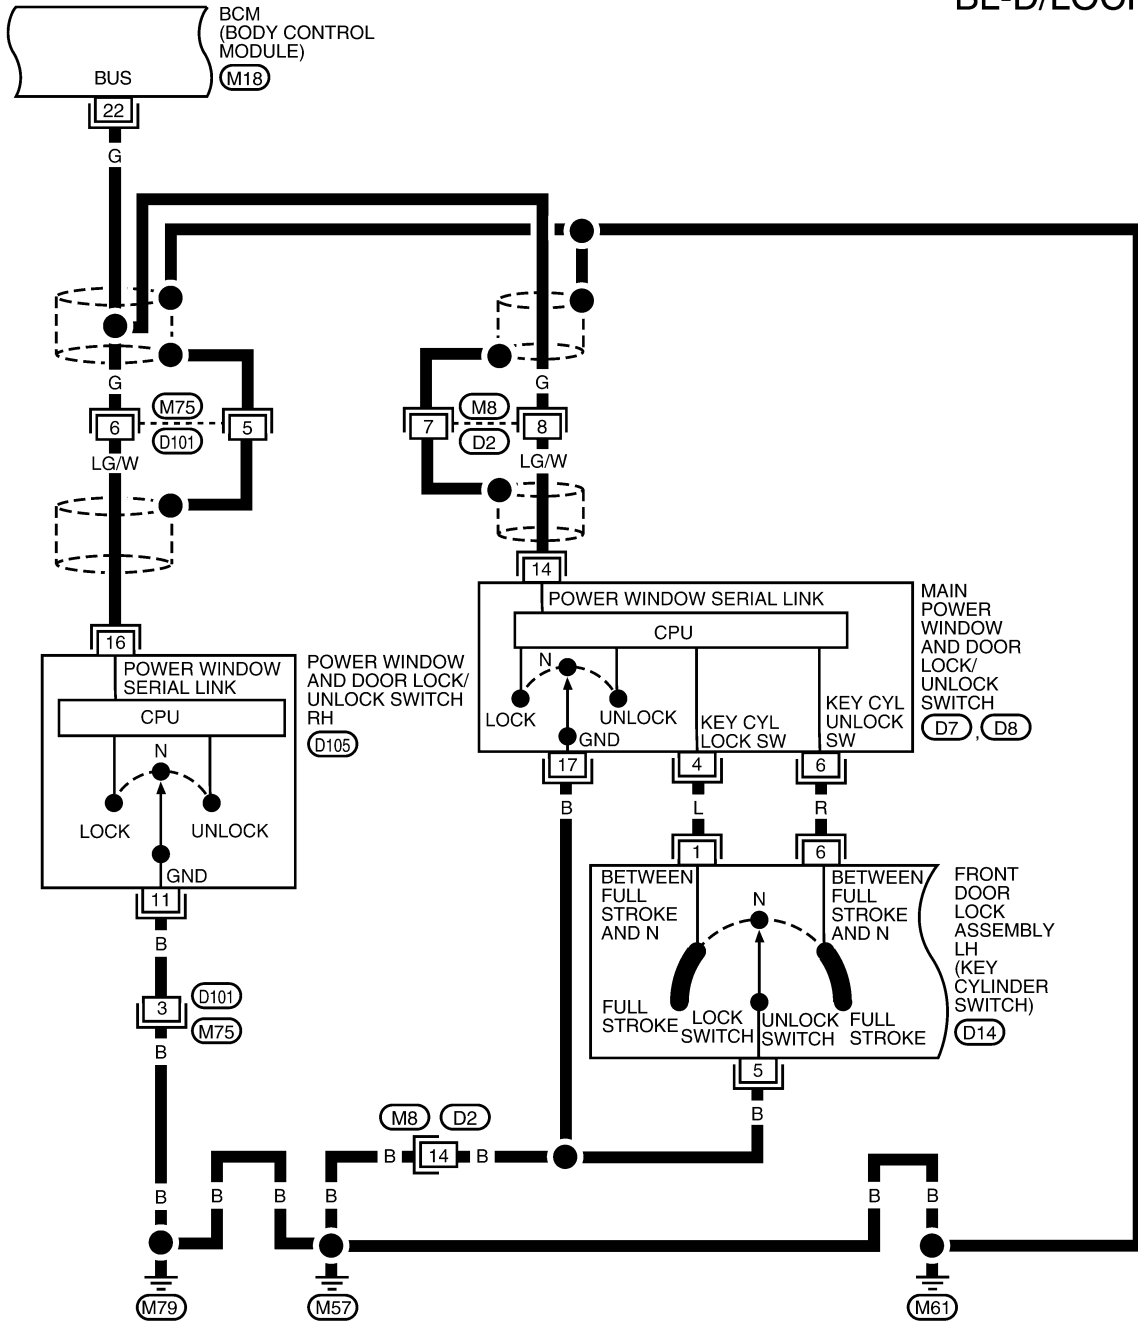 BCM
(BODY CONTROL
MODULE)
M18
BUS
22
G
G
G
M75
M8
6
5
7
8
D101
D2
LG/W
LG/W
14
POWER WINDOW SERIAL LINK
CPU
N
LOCK
UNLOCK
GND
KEY CYL
LOCK SW
KEY CYL
UNLOCK
SW
MAIN
POWER
WINDOW
AND DOOR
LOCK/
UNLOCK
SWITCH
D7 , D8
16
POWER WINDOW
SERIAL LINK
CPU
N
LOCK
UNLOCK
GND
POWER WINDOW
AND DOOR LOCK/
UNLOCK SWITCH
RH
D105
17
4
6
B
L
R
1
6
BETWEEN
FULL
STROKE
AND N
N
BETWEEN
FULL
STROKE
AND N
FULL
STROKE
LOCK
SWITCH
UNLOCK
SWITCH
FULL
STROKE
FRONT
DOOR
LOCK
ASSEMBLY
LH
(KEY
CYLINDER
SWITCH)
D14
11
B
3
D101
M75
B
5
B
M8
D2
B
14
B
B
B
B
B
B
B
M79
M57
M61